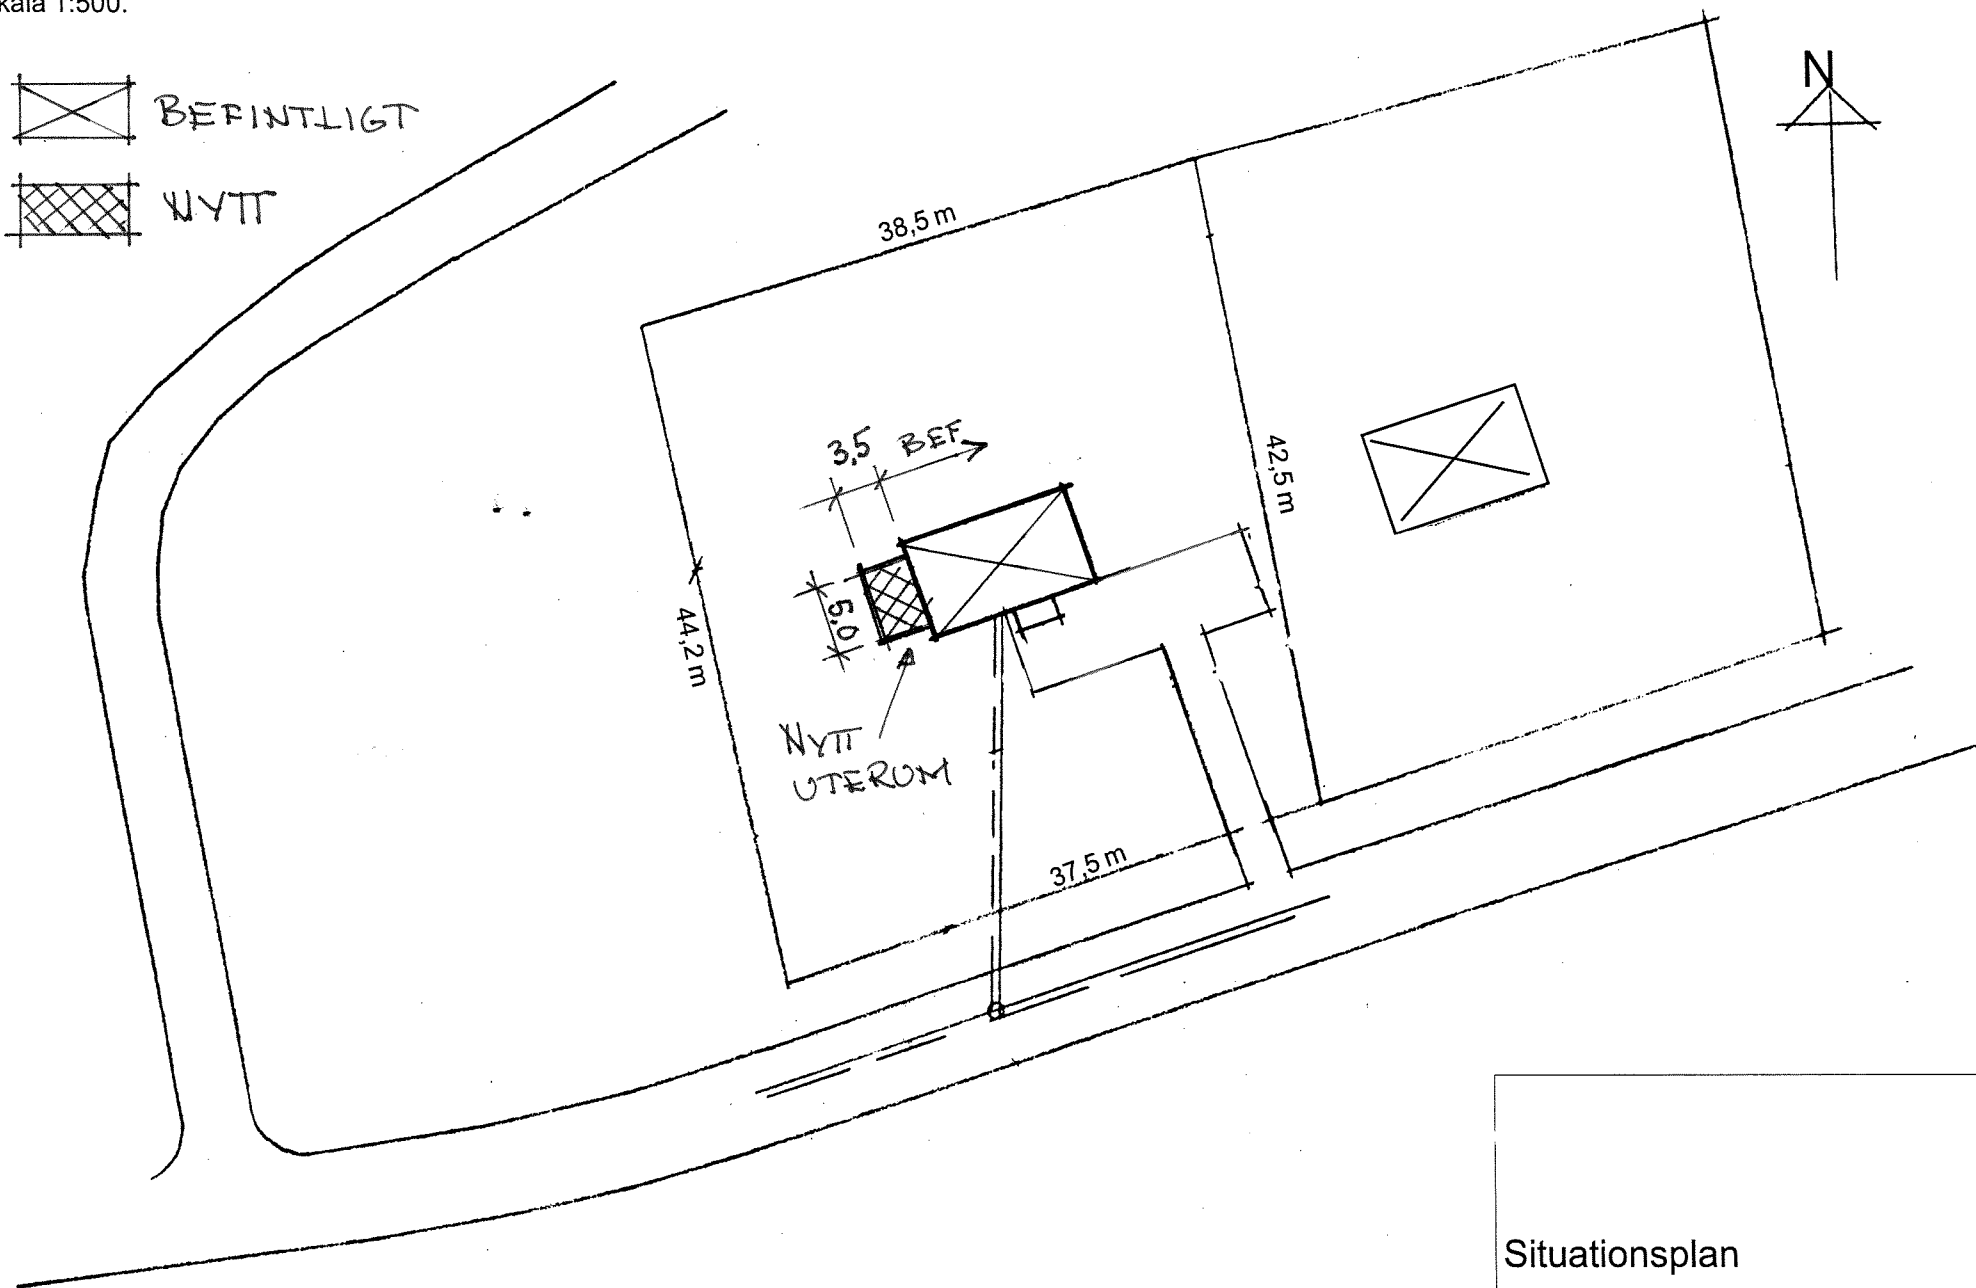 kala 1:500.
N
BEFINTLIGT
NYTT
38,5 m
3,5 BEF.
42,5 m
5,0
44,2 m
NYTT
UTERUM
37,5 m
Situationsplan